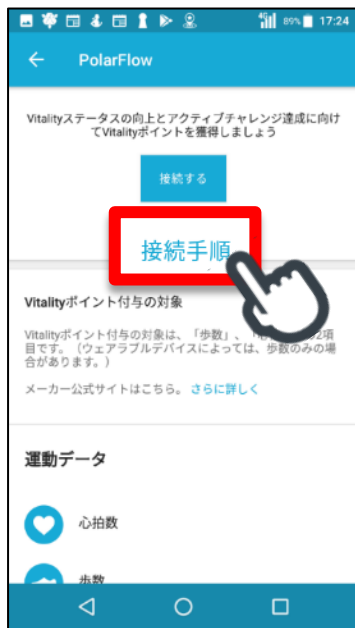 4G 89% 17:24
PolarFlow
Vitalityステータスの向上とアクティブチャレンジ達成に向け
てVitalityポイントを獲得しましょう
接続する
接続手順
Vitalityポイント付与の対象
Vitalityポイント付与の対象は、「歩数」、 の2項
目です。（ウェアラブルデバイスによっては、歩数のみの場
合があります。）
メーカー公式サイトはこちら。さらに詳しく
運動データ
心拍数
歩数